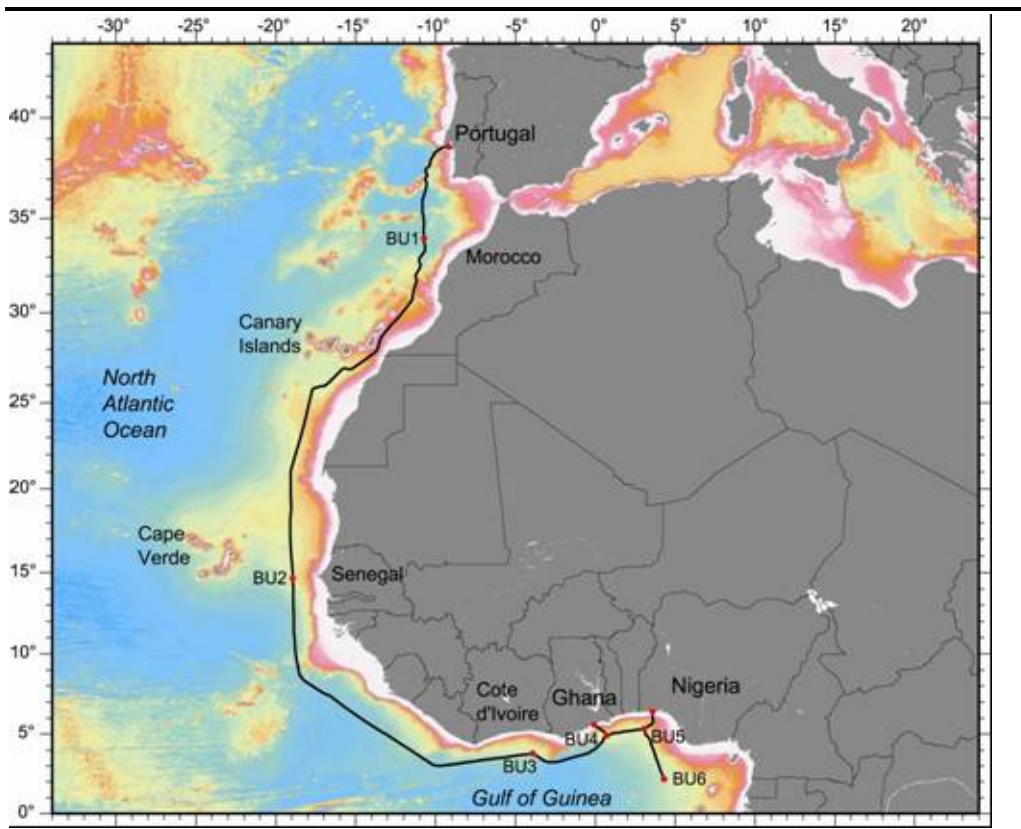 -30° -25° -20° -15° -10° -5° 0° 5° 10° 15° 20°
40°
Portugal
35°
BU1
Morocco
30°
Canary
Islands
North
Atlantic
Ocean
25°
20°
Cape
Verde
15°
BU2
Senegal
10°
Cote
d'Ivoire
Ghana
Nigeria
5°
BU4
BU5
BU3
BU6
Gulf of Guinea
0°